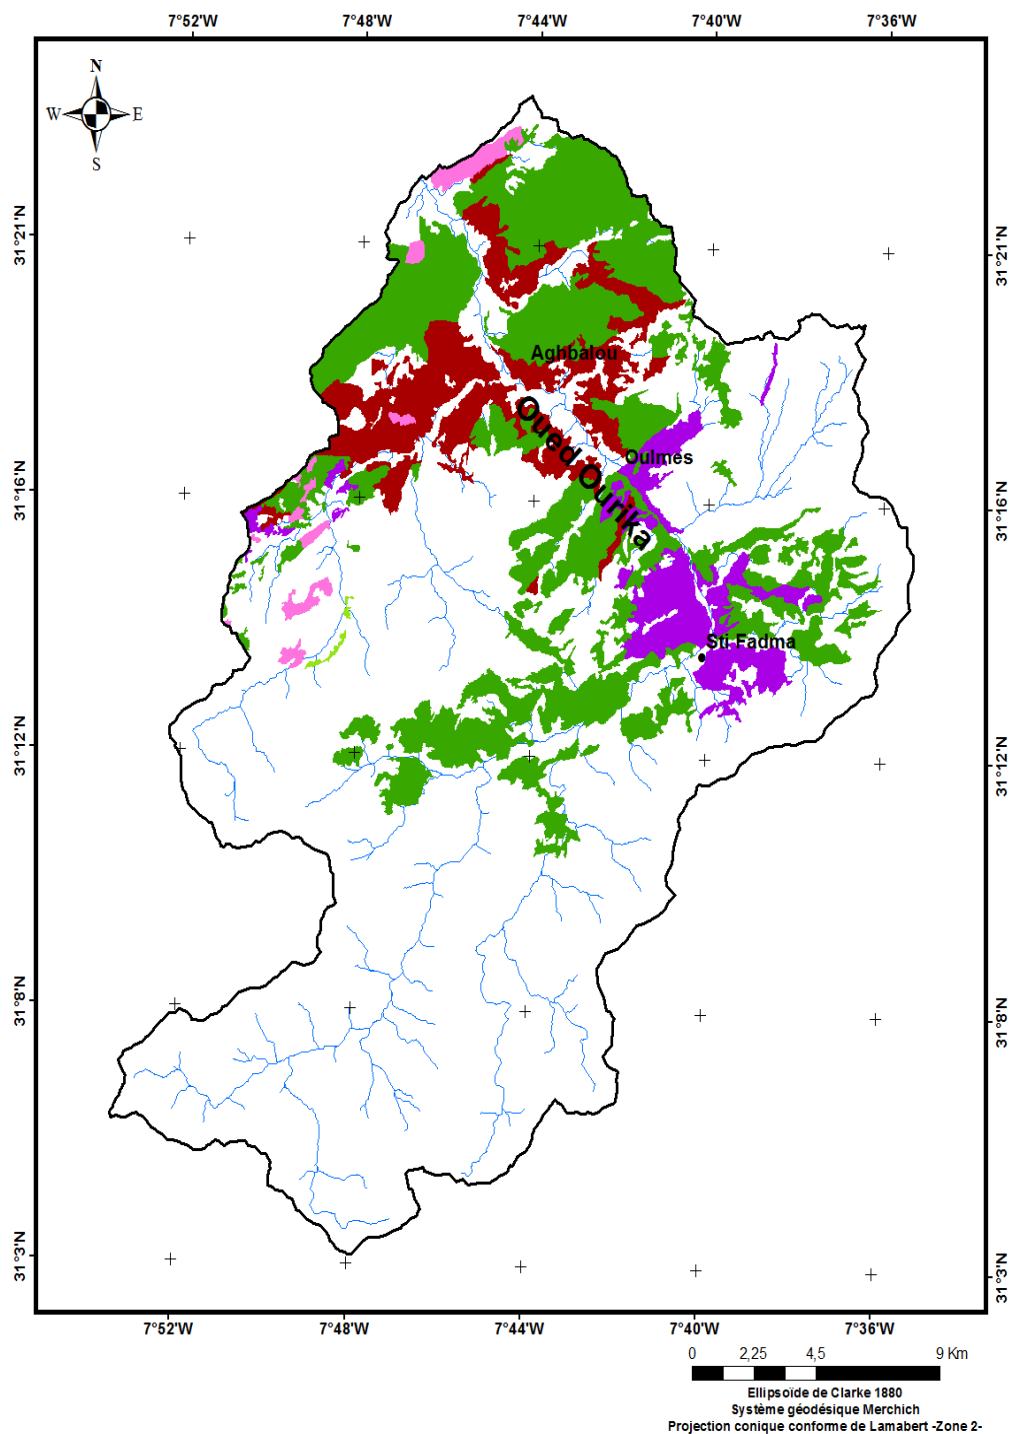 7°52'W 7°48'W 7°44'W 7°40'W 7°36'W
N
W E
S
31°21'N 31°21'N
Aghbalou
Oued Ourika
Oulmes
31°16'N 31°16'N
Sti Fadma
31°12'N 31°12'N
31°8'N 31°8'N
31°3'N 31°3'N
7°52'W 7°48'W 7°44'W 7°40'W 7°36'W
0 2,25 4,5 9 Km
Ellipsoïde de Clarke 1880
Système géodésique Merchich
Projection conique conforme de Lamabert -Zone 2-